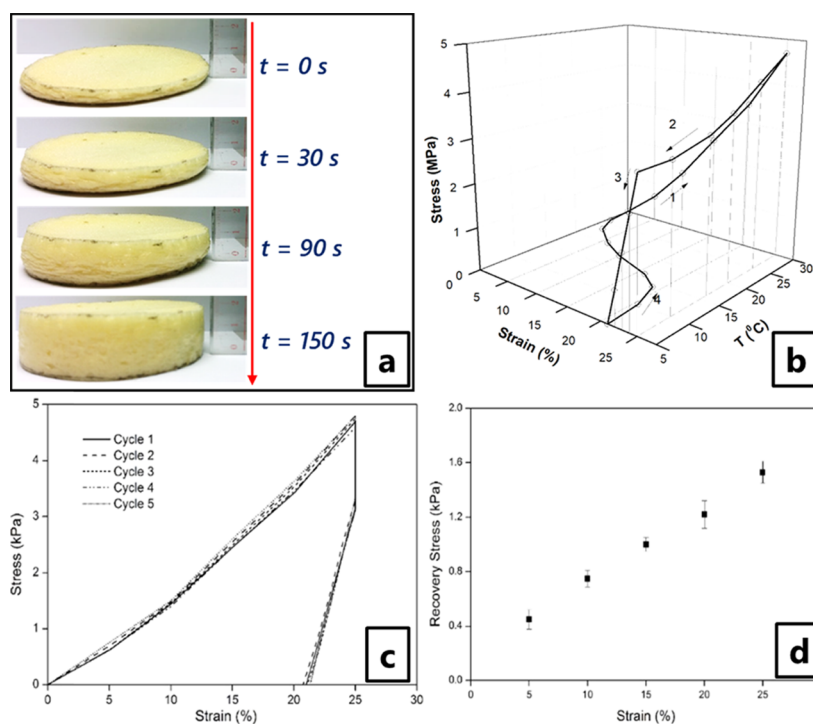 t = 0 s
t = 30 s
t = 90 s
t = 150 s
a
Stress (MPa)
5
4
3
2
1
0
0
5
10
15
20
25
Strain (%)
5
10
15
20
25
30
T (°C)
1
2
3
4
b
Stress (kPa)
5
4
3
2
1
0
Cycle 1
Cycle 2
Cycle 3
Cycle 4
Cycle 5
0 5 10 15 20 25 30
Strain (%)
c
Recovery Stress (kPa)
2.0
1.6
1.2
0.8
0.4
0.0
5 10 15 20 25
Strain (%)
d